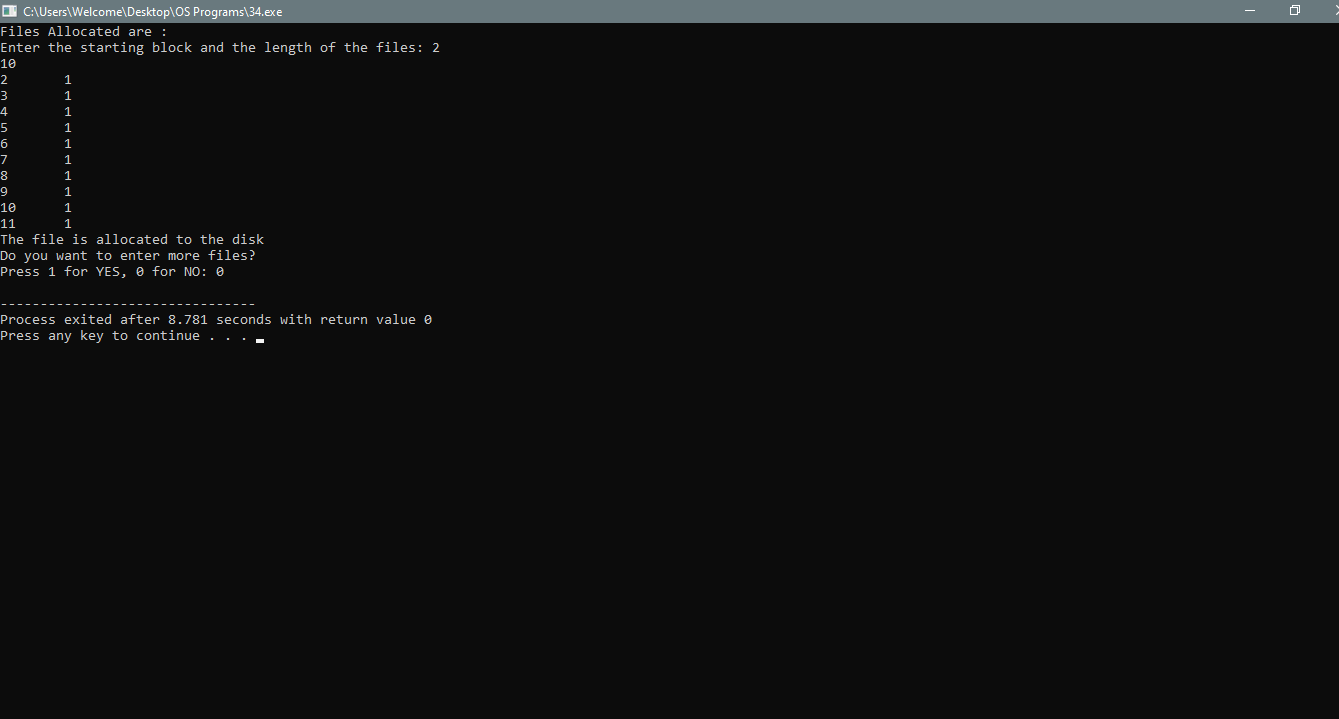 C:\Users\Welcome\Desktop\OS Programs\34.exe
Files Allocated are :
Enter the starting block and the length of the files: 2
10
2 1
3 1
4 1
5 1
6 1
7 1
8 1
9 1
10 1
11 1
The file is allocated to the disk
Do you want to enter more files?
Press 1 for YES, 0 for NO: 0
--------------------------------
Process exited after 8.781 seconds with return value 0
Press any key to continue . . .